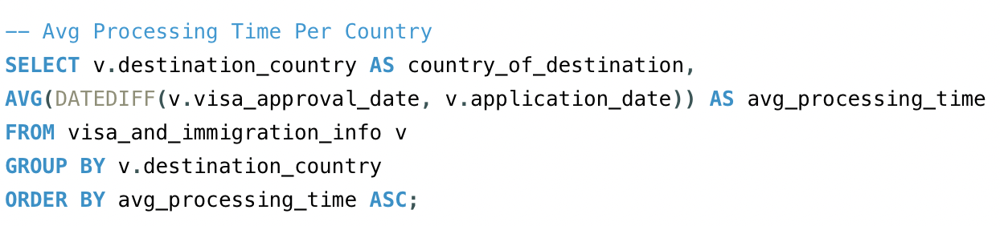 -- Avg Processing Time Per Country
SELECT v.destination_country AS country_of_destination,
AVG(DATEDIFF(v.visa_approval_date, v.application_date)) AS avg_processing_time
FROM visa_and_immigration_info v
GROUP BY v.destination_country
ORDER BY avg_processing_time ASC;